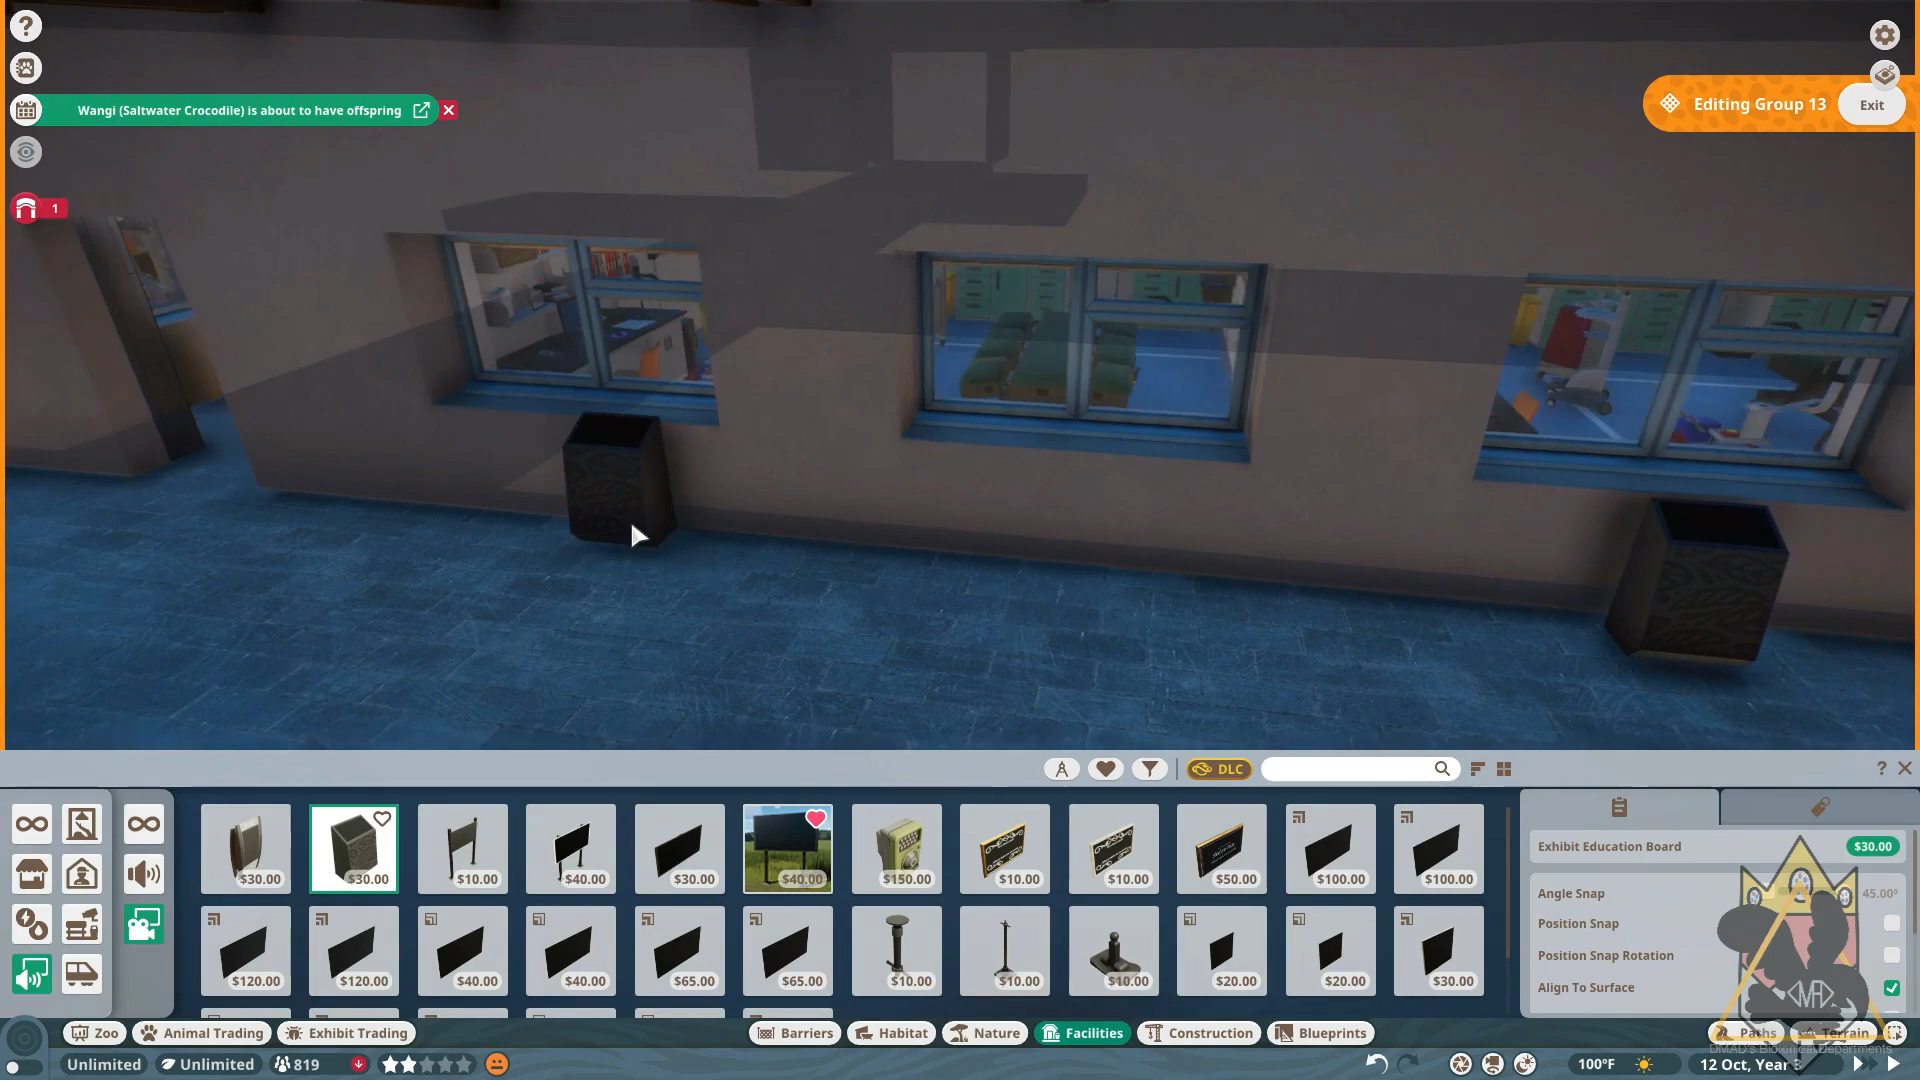 ?
Wangi (Saltwater Crocodile) is about to have offspring
Editing Group 13
Exit
1
DLC
?
$30.00
$30.00
$10.00
$40.00
$30.00
$40.00
$150.00
$10.00
$10.00
$50.00
$100.00
$100.00
$120.00
$120.00
$40.00
$40.00
$65.00
$65.00
$10.00
$10.00
$10.00
$20.00
$20.00
$30.00
Exhibit Education Board
$30.00
Angle Snap
45.00°
Position Snap
Position Snap Rotation
Align To Surface
DMAD
Zoo
Animal Trading
Exhibit Trading
Barriers
Habitat
Nature
Facilities
Construction
Blueprints
Paths
Terrain
DMAD's Biological Departments
Unlimited
Unlimited
819
100°F
12 Oct, Year 3